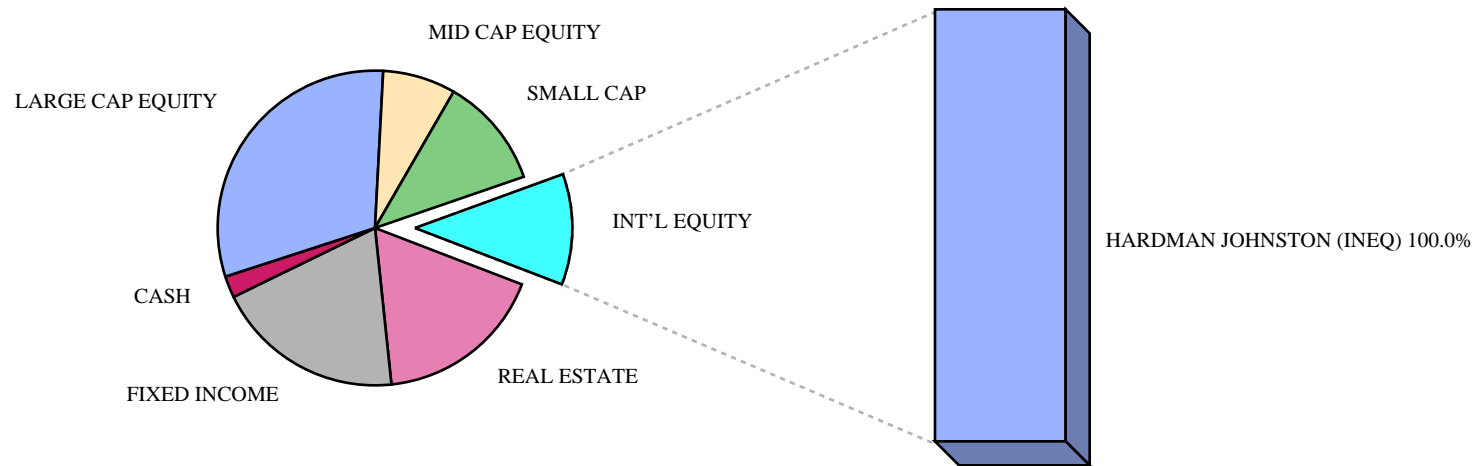 MID CAP EQUITY
LARGE CAP EQUITY
SMALL CAP
INT'L EQUITY
HARDMAN JOHNSTON (INEQ) 100.0%
CASH
REAL ESTATE
FIXED INCOME